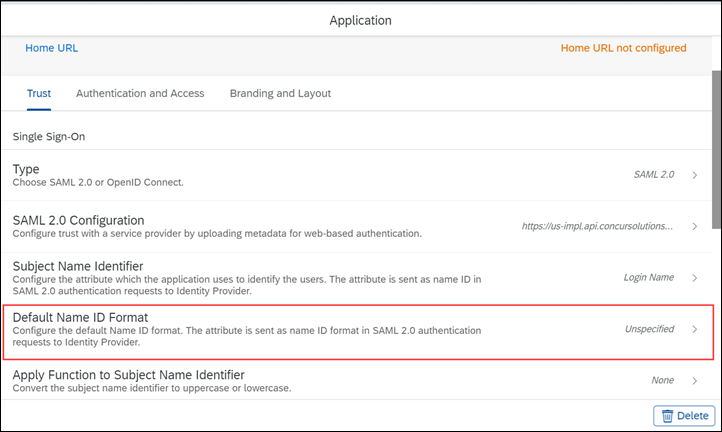 Application
Home URL Home URL not configured
Trust Authentication and Access Branding and Layout
Single Sign-On
Type
Choose SAML 2.0 or OpenID Connect.
SAML 2.0
SAML 2.0 Configuration
Configure trust with a service provider by uploading metadata for web-based authentication.
https://us-impl.api.concursolutions...
Subject Name Identifier
Configure the attribute which the application uses to identify the users. The attribute is sent as name ID in
SAML 2.0 authentication requests to Identity Provider.
Login Name
Default Name ID Format
Configure the default Name ID format. The attribute is sent as name ID format in SAML 2.0 authentication
requests to Identity Provider.
Unspecified
Apply Function to Subject Name Identifier
Convert the subject name identifier to uppercase or lowercase.
None
Delete